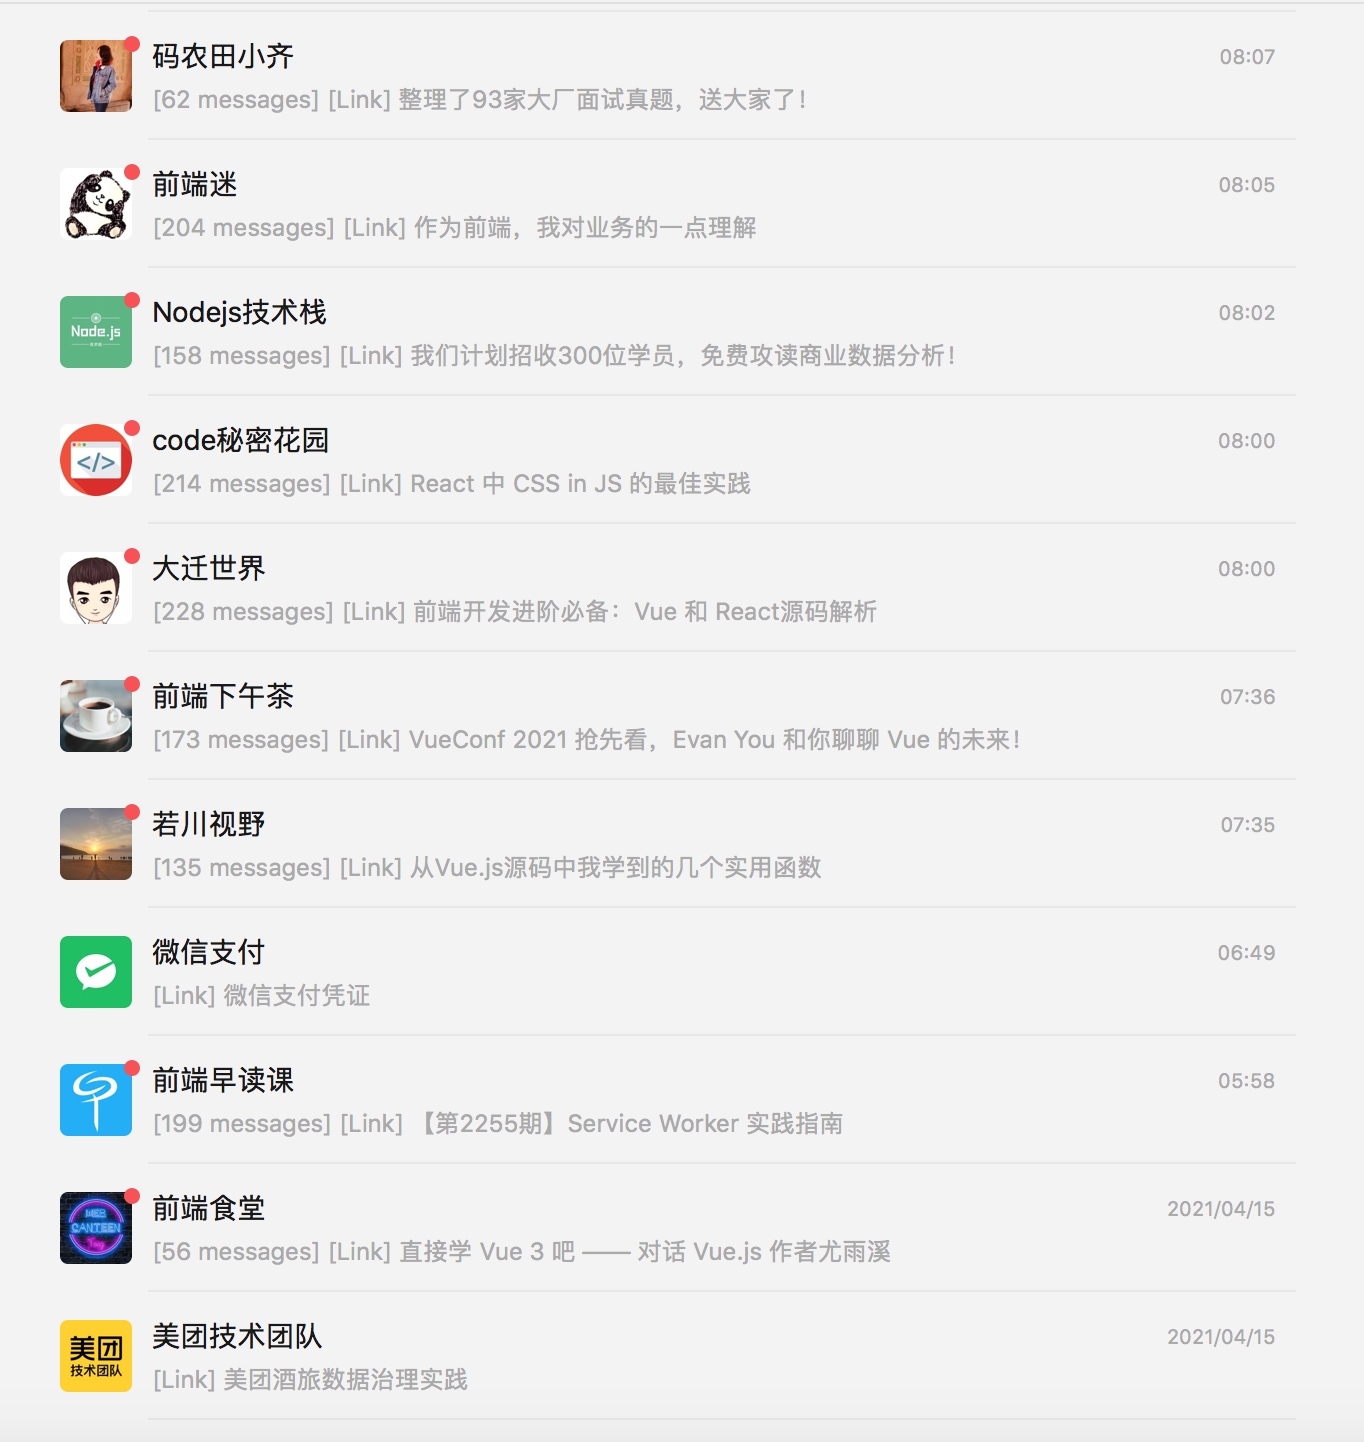 码农田小齐
08:07
[62 messages] [Link] 整理了93家大厂面试真题，送大家了！
前端迷
08:05
[204 messages] [Link] 作为前端，我对业务的一点理解
Node.js
Nodejs技术栈
08:02
[158 messages] [Link] 我们计划招收300位学员，免费攻读商业数据分析！
</>
code秘密花园
08:00
[214 messages] [Link] React 中 CSS in JS 的最佳实践
大迁世界
08:00
[228 messages] [Link] 前端开发进阶必备：Vue 和 React源码解析
前端下午茶
07:36
[173 messages] [Link] VueConf 2021 抢先看，Evan You 和你聊聊 Vue 的未来！
若川视野
07:35
[135 messages] [Link] 从Vue.js源码中我学到的几个实用函数
微信支付
06:49
[Link] 微信支付凭证
前端早读课
05:58
[199 messages] [Link] 【第2255期】Service Worker 实践指南
WEB
CANTEEN
前端食堂
2021/04/15
[56 messages] [Link] 直接学 Vue 3 吧 —— 对话 Vue.js 作者尤雨溪
美团
技术团队
美团技术团队
2021/04/15
[Link] 美团酒旅数据治理实践